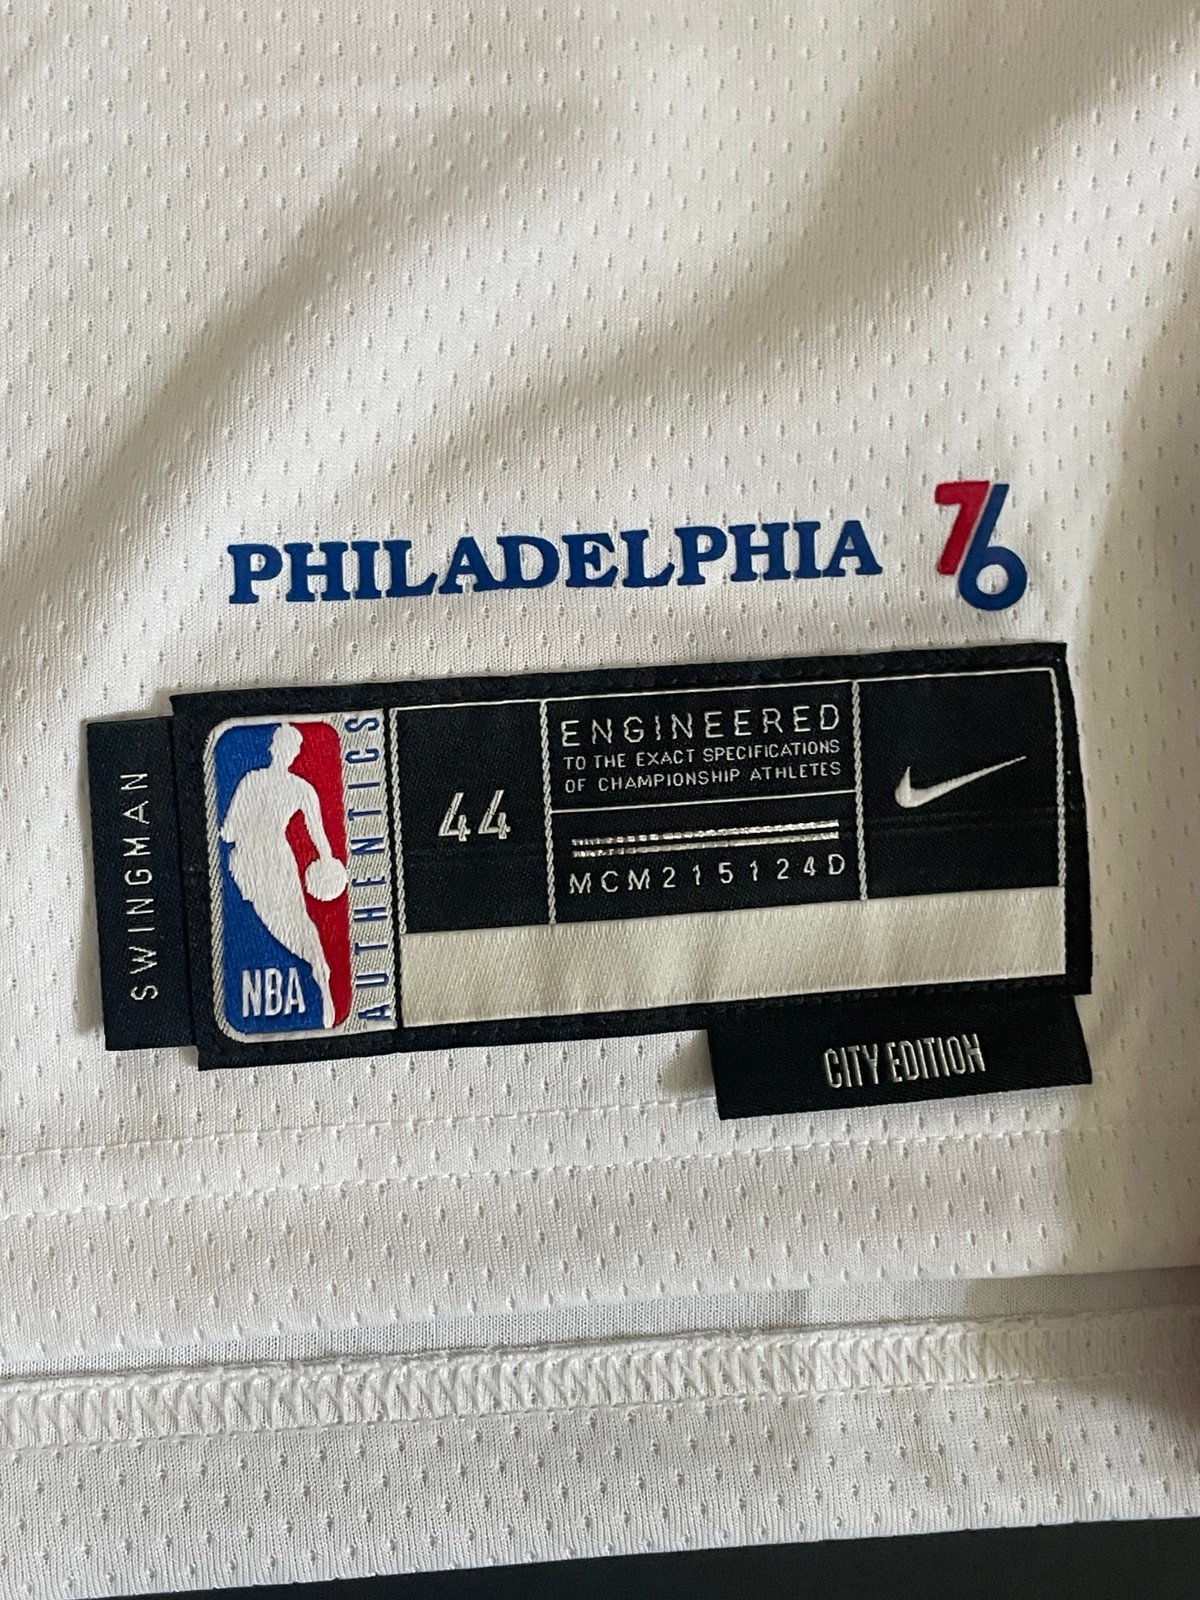 PHILADELPHIA 76
SWINGMAN
NBA
AUTHENTICS
44
ENGINEERED
TO THE EXACT SPECIFICATIONS
OF CHAMPIONSHIP ATHLETES
MCM215124D
CITY EDITION